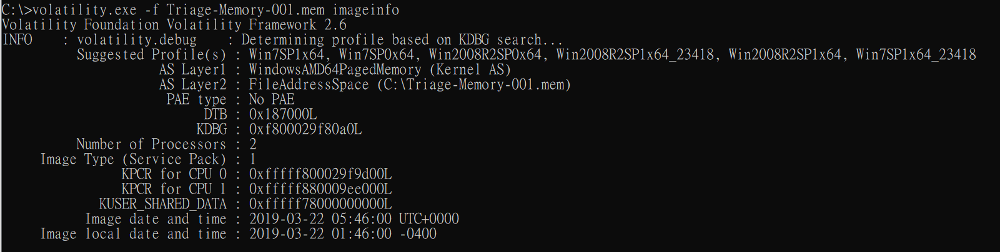 C:\>volatility.exe -f Triage-Memory-001.mem imageinfo
Volatility Foundation Volatility Framework 2.6
INFO    : volatility.debug    : Determining profile based on KDBG search...
Suggested Profile(s) : Win7SP1x64, Win7SP0x64, Win2008R2SP0x64, Win2008R2SP1x64_23418, Win2008R2SP1x64, Win7SP1x64_23418
AS Layer1 : WindowsAMD64PagedMemory (Kernel AS)
AS Layer2 : FileAddressSpace (C:\Triage-Memory-001.mem)
PAE type : No PAE
DTB : 0x187000L
KDBG : 0xf800029f80a0L
Number of Processors : 2
Image Type (Service Pack) : 1
KPCR for CPU 0 : 0xfffff800029f9d00L
KPCR for CPU 1 : 0xfffff880009ee000L
KUSER_SHARED_DATA : 0xfffff78000000000L
Image date and time : 2019-03-22 05:46:00 UTC+0000
Image local date and time : 2019-03-22 01:46:00 -0400